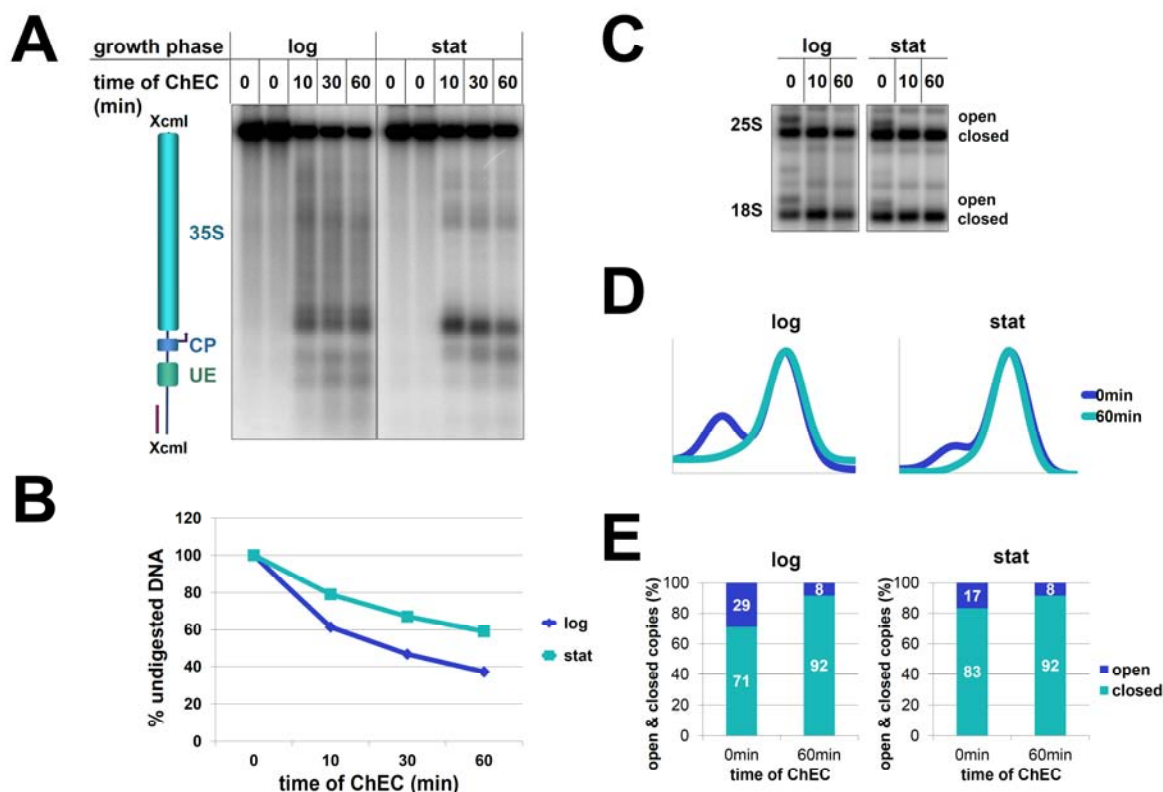 A
growth phase log stat
time of ChEC (min) 0 0 10 30 60 0 0 10 30 60
XcmI
35S
CP
UE
XcmI
B
% undigested DNA
120
100
80
60
40
20
0
0 10 30 60
time of ChEC (min)
log
stat
C
log stat
0 10 60 0 10 60
25S open
closed
18S open
closed
D
log stat
0min
60min
E
log stat
open & closed copies (%)
100
80
60
40
20
0
29 8
71 92
0min 60min
time of ChEC
open & closed copies (%)
100
80
60
40
20
0
17 8
83 92
0min 60min
time of ChEC
open
closed